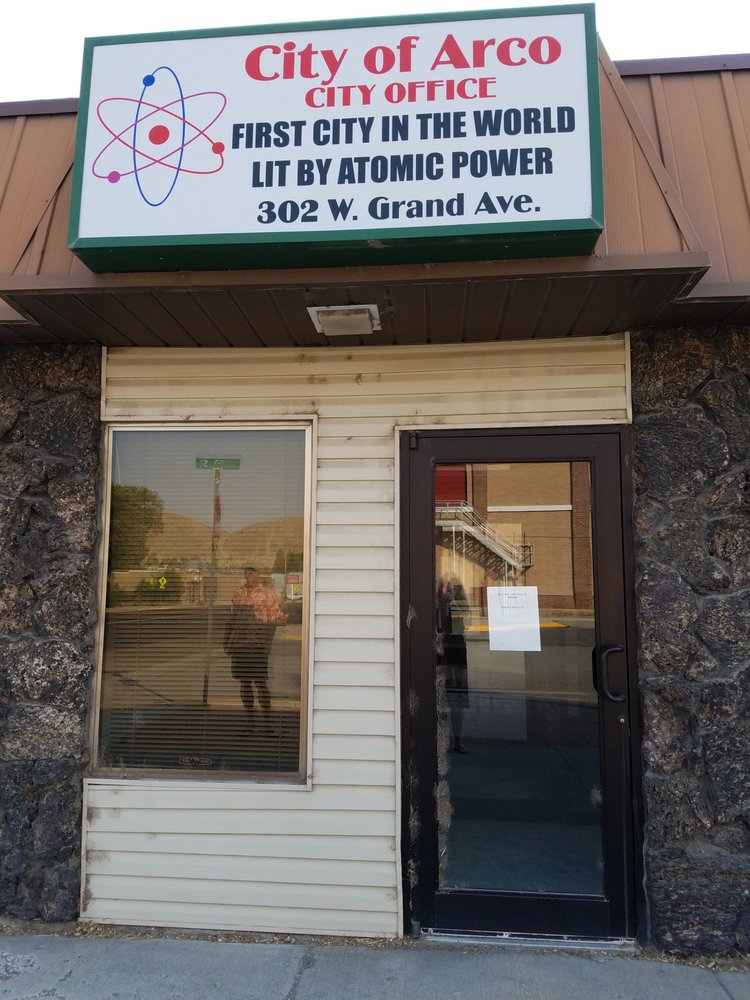 City of Arco
CITY OFFICE
FIRST CITY IN THE WORLD
LIT BY ATOMIC POWER
302 W. Grand Ave.